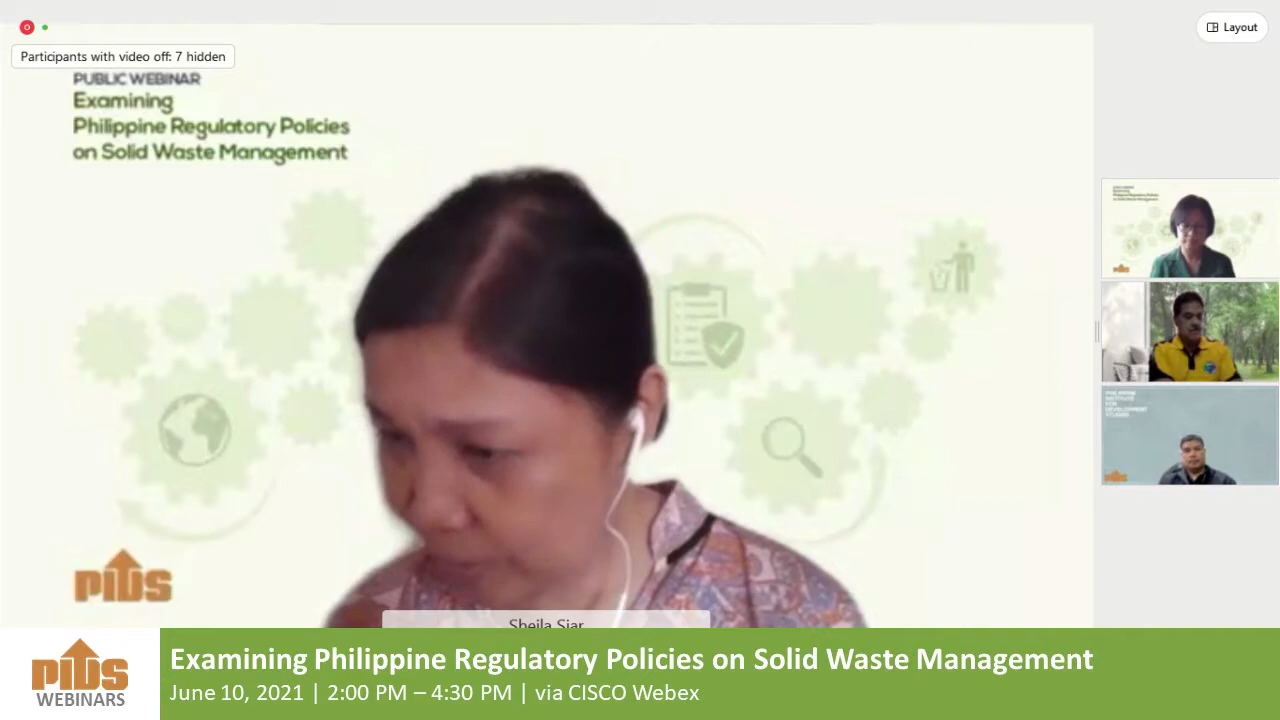 Layout
Participants with video off: 7 hidden
PUBLIC WEBINAR
Examining
Philippine Regulatory Policies
on Solid Waste Management
PIDS
Sheila Siar
PIDS
WEBINARS
Examining Philippine Regulatory Policies on Solid Waste Management
June 10, 2021 | 2:00 PM – 4:30 PM | via CISCO Webex